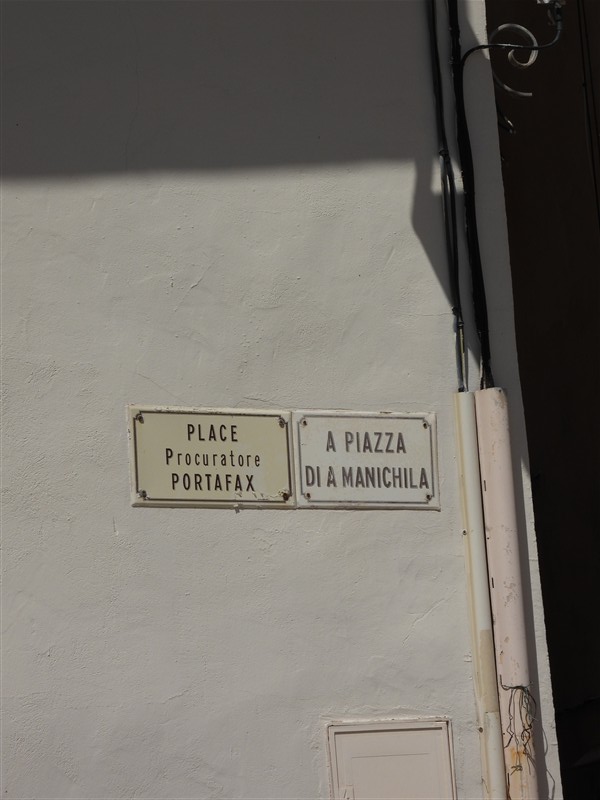 PLACE
Procuratore
PORTAFAX
A PIAZZA
DI A MANICHILA